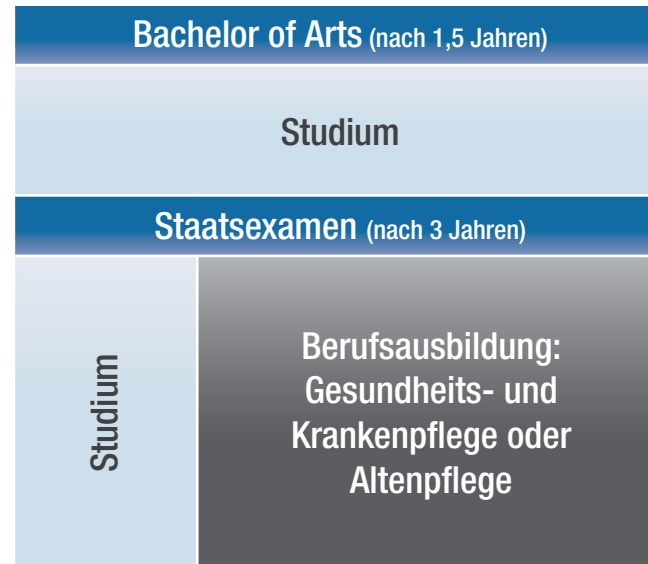 Bachelor of Arts (nach 1,5 Jahren)
Studium
Staatsexamen (nach 3 Jahren)
Studium
Berufsausbildung:
Gesundheits- und
Krankenpflege oder
Altenpflege